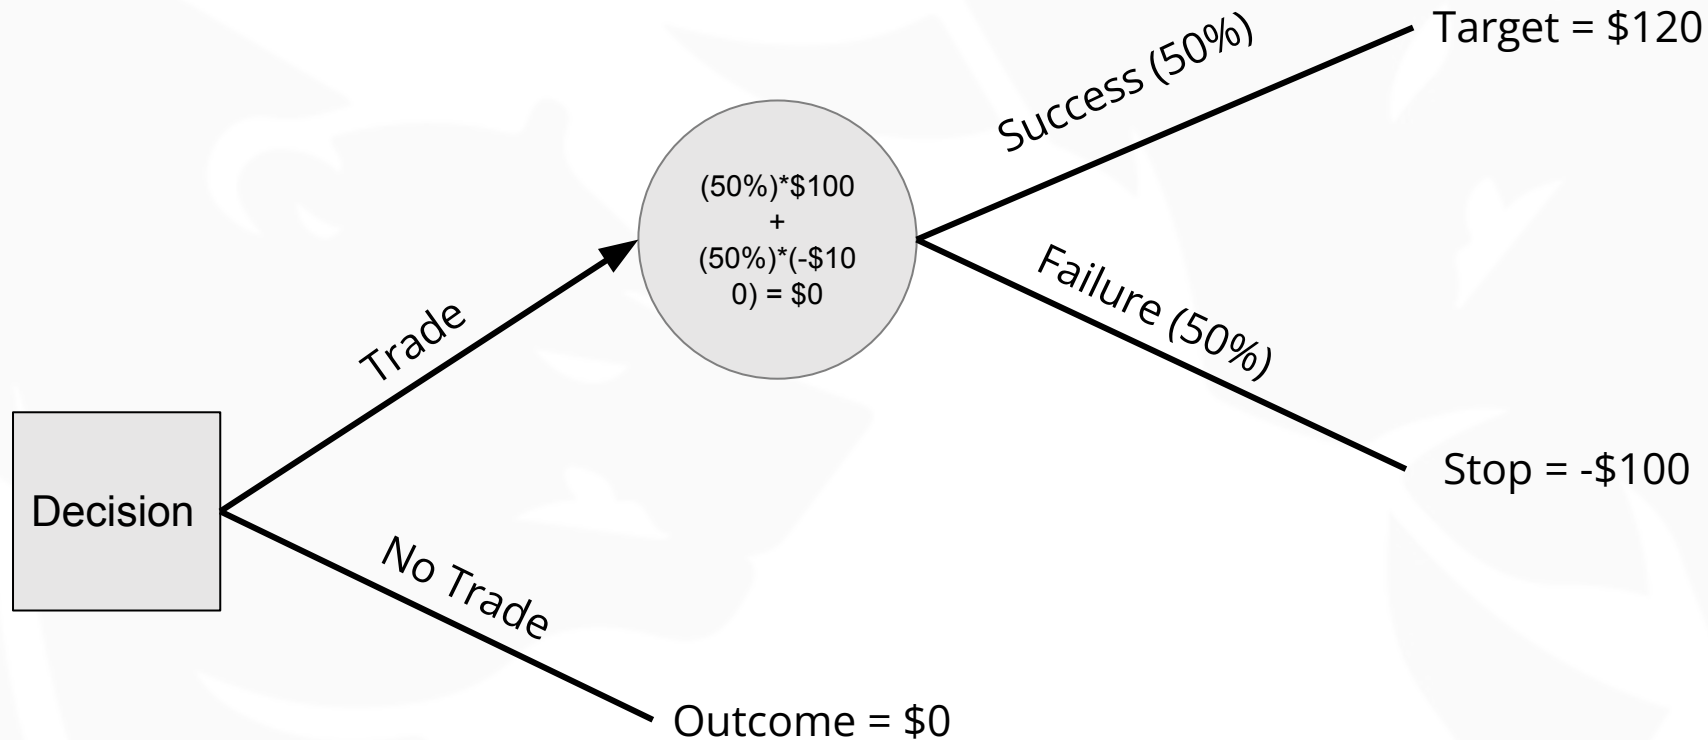 Target = $120
Success (50%)
(50%)*$100
+
(50%)*(-$10
0) = $0
Failure (50%)
Trade
Stop = -$100
Decision
No Trade
Outcome = $0